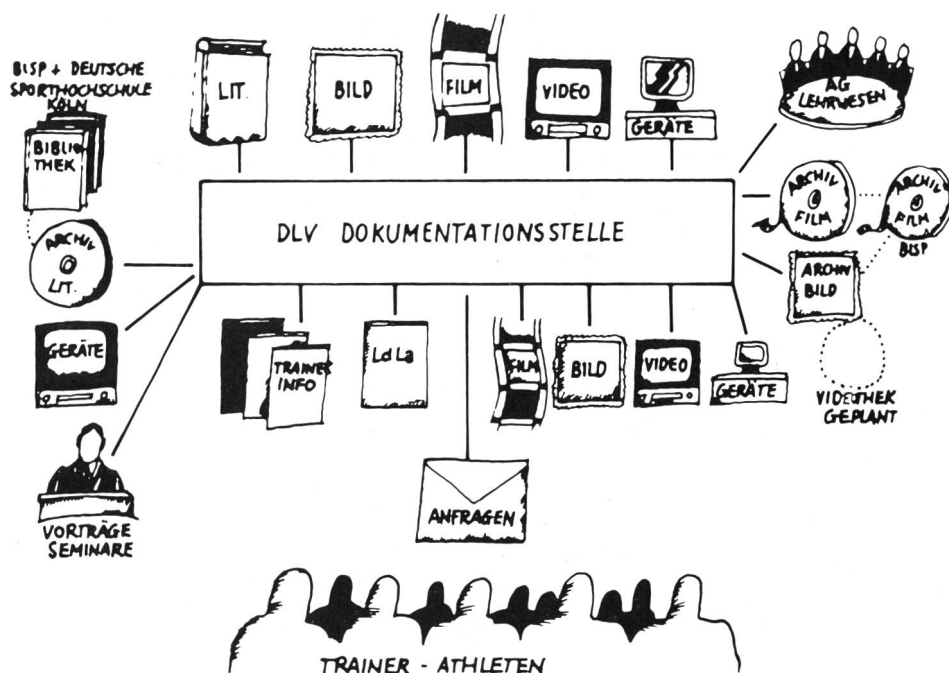 BISP + DEUTSCHE
SPORTHOCHSCHULE
KÖLN
BIBLIO
THEK
ARCHIV
LIT.
GERÄTE
VORTRÄGE
SEMINARE
LIT.
BILD
FILM
VIDEO
GERÄTE
AG
LEHRWESEN
DLV DOKUMENTATIONSSTELLE
ARCHIV
FILM
ARCHIV
FILM
BISP
ARCHIV
BILD
VIDEOTHEK
GEPLANT
TRAINER
INFO
LdLa
FILM
BILD
VIDEO
GERÄTE
ANFRAGEN
TRAINER - ATHLETEN